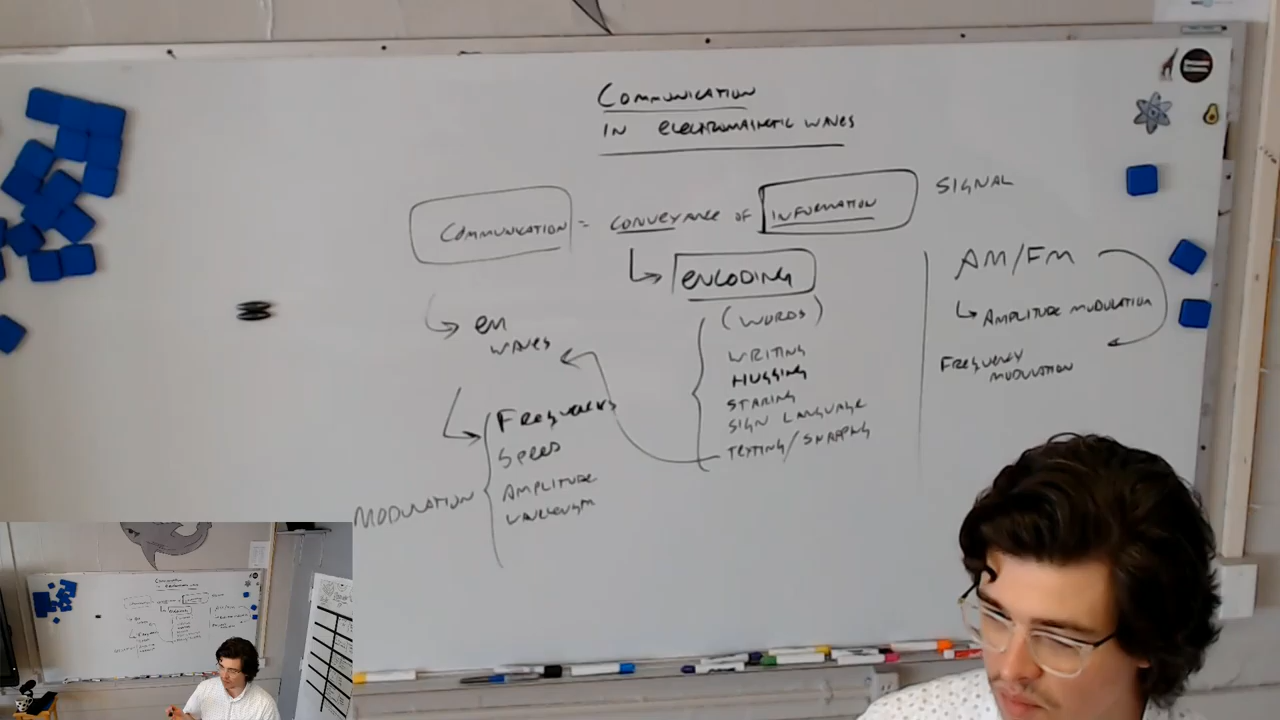 COMMUNICATION
IN ELECTROMAGNETIC WAVES
COMMUNICATION = CONVEYANCE OF INFORMATION SIGNAL
ENCODING
(WORDS)
WRITING
HUGGING
STARING
SIGN LANGUAGE
TEXTING/SNAPPNG
EM
WAVES
FREQUENCY
SPEED
AMPLITUDE
WAVELENGTH
MODULATION
AM/FM
AMPLITUDE MODULATION
FREQUENCY
MODULATION